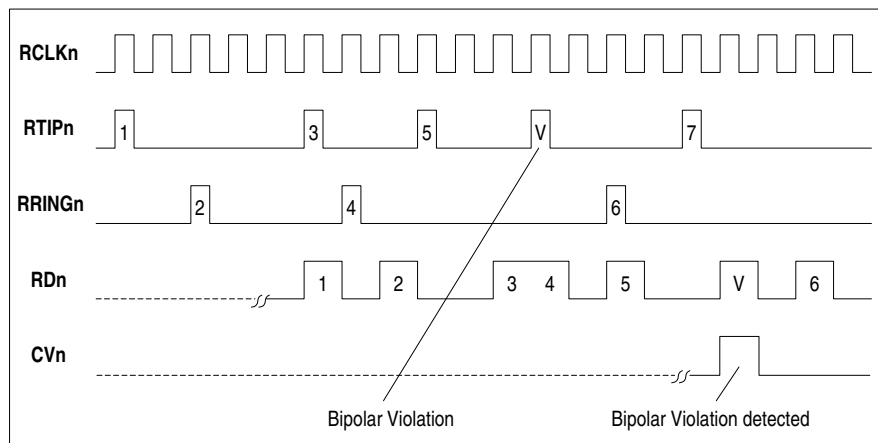 RCLKn
RTIPn 1 3 5 V 7
RRINGn 2 4 6
RDn 1 2 3 4 5 V 6
CVn
Bipolar Violation Bipolar Violation detected